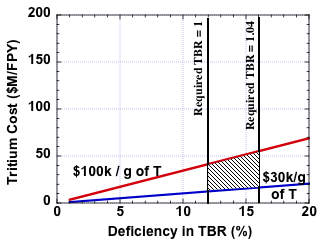 200
150
100
50
0
Tritium Cost ($M/FPY)
Required TBR = 1
Required TBR = 1.04
$100k / g of T
$30k/g
of T
0
5
10
15
20
Deficiency in TBR (%)